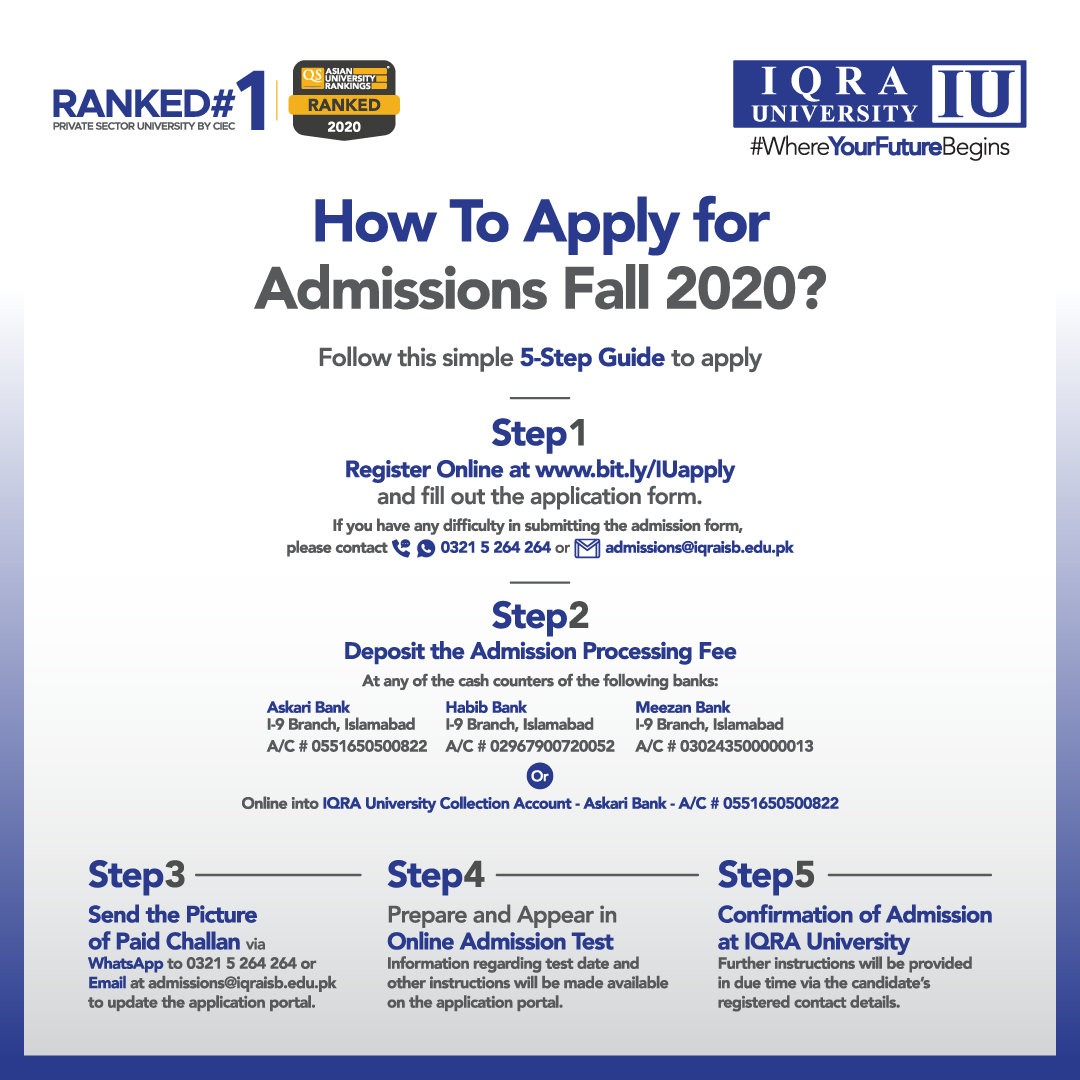 RANKED#1
PRIVATE SECTOR UNIVERSITY BY CIEC
QS ASIAN
UNIVERSITY
RANKINGS
RANKED
2020
IQRA
UNIVERSITY
IU
#WhereYourFutureBegins
How To Apply for
Admissions Fall 2020?
Follow this simple 5-Step Guide to apply
Step1
Register Online at www.bit.ly/IUapply
and fill out the application form.
If you have any difficulty in submitting the admission form,
please contact 0321 5 264 264 or admissions@iqraisb.edu.pk
Step2
Deposit the Admission Processing Fee
At any of the cash counters of the following banks:
Askari Bank
I-9 Branch, Islamabad
A/C # 0551650500822
Habib Bank
I-9 Branch, Islamabad
A/C # 02967900720052
Meezan Bank
I-9 Branch, Islamabad
A/C # 030243500000013
Or
Online into IQRA University Collection Account - Askari Bank - A/C # 0551650500822
Step3
Send the Picture
of Paid Challan via
WhatsApp to 0321 5 264 264 or
Email at admissions@iqraisb.edu.pk
to update the application portal.
Step4
Prepare and Appear in
Online Admission Test
Information regarding test date and
other instructions will be made available
on the application portal.
Step5
Confirmation of Admission
at IQRA University
Further instructions will be provided
in due time via the candidate's
registered contact details.